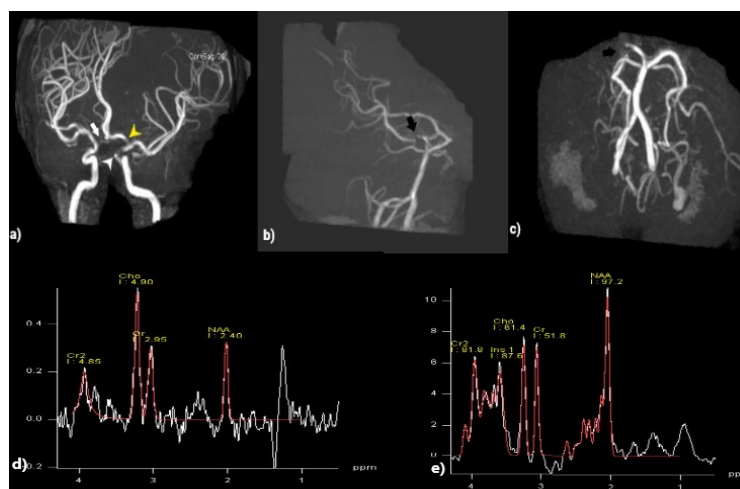 a)
b)
c)
Cho
I : 4.90
Cr
2.95
NAA
I : 2.40
Cr2
I : 4.85
0.4
0.2
0.0
0.2
4
3
2
1
ppm
d)
NAA
I : 97.2
Cho
I : 61.4
Cr
I : 51.8
Cr2
I : 81.8
Ins 1
I : 87.6
10
8
6
4
2
0
4
3
2
1
ppm
e)